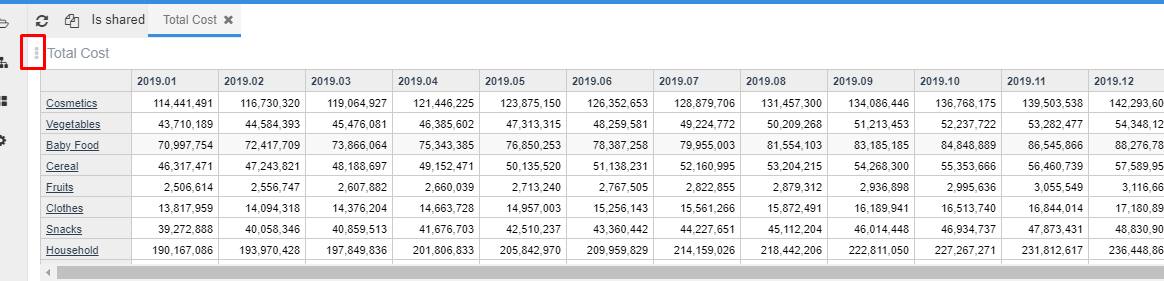 Is shared Total Cost
Total Cost
2019.01 2019.02 2019.03 2019.04 2019.05 2019.06 2019.07 2019.08 2019.09 2019.10 2019.11 2019.12
Cosmetics 114,441,491 116,730,320 119,064,927 121,446,225 123,875,150 126,352,653 128,879,706 131,457,300 134,086,446 136,768,175 139,503,538 142,293,60
Vegetables 43,710,189 44,584,393 45,476,081 46,385,602 47,313,315 48,259,581 49,224,772 50,209,268 51,213,453 52,237,722 53,282,477 54,348,12
Baby Food 70,997,754 72,417,709 73,866,064 75,343,385 76,850,253 78,387,258 79,955,003 81,554,103 83,185,185 84,848,889 86,545,866 88,276,78
Cereal 46,317,471 47,243,821 48,188,697 49,152,471 50,135,520 51,138,231 52,160,995 53,204,215 54,268,300 55,353,666 56,460,739 57,589,95
Fruits 2,506,614 2,556,747 2,607,882 2,660,039 2,713,240 2,767,505 2,822,855 2,879,312 2,936,898 2,995,636 3,055,549 3,116,66
Clothes 13,817,959 14,094,318 14,376,204 14,663,728 14,957,003 15,256,143 15,561,266 15,872,491 16,189,941 16,513,740 16,844,014 17,180,89
Snacks 39,272,888 40,058,346 40,859,513 41,676,703 42,510,237 43,360,442 44,227,651 45,112,204 46,014,448 46,934,737 47,873,431 48,830,90
Household 190,167,086 193,970,428 197,849,836 201,806,833 205,842,970 209,959,829 214,159,026 218,442,206 222,811,050 227,267,271 231,812,617 236,448,86